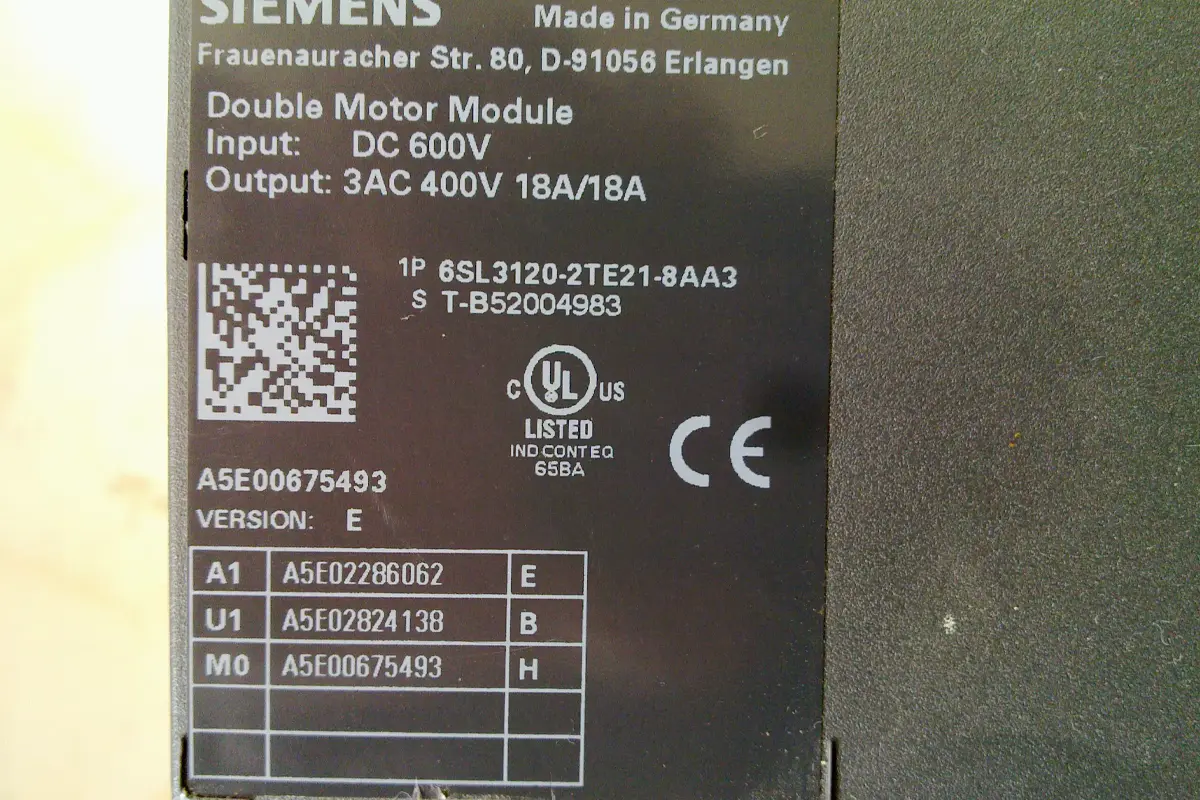 SIEMENS Made in Germany
Frauenauracher Str. 80, D-91056 Erlangen
Double Motor Module
Input: DC 600V
Output: 3AC 400V 18A/18A
1P 6SL3120-2TE21-8AA3
S T-B52004983
C UL US
LISTED
IND CONT EQ
65BA
CE
A5E00675493
VERSION: E
A1 A5E02286062 E
U1 A5E02824138 B
M0 A5E00675493 H